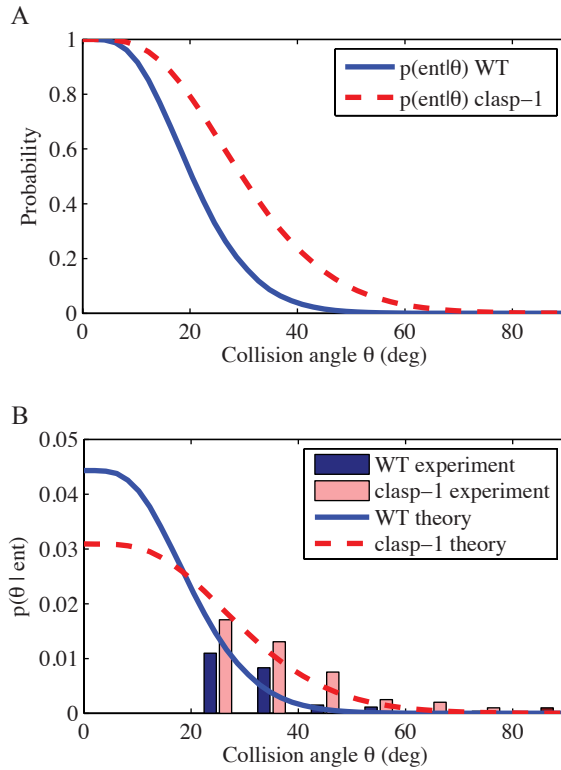 A
1
0.8
0.6
0.4
0.2
0
Probability
p(ent|θ) WT
p(ent|θ) clasp−1
0 20 40 60 80
Collision angle θ (deg)
B
0.05
0.04
0.03
0.02
0.01
0
p(θ | ent)
WT experiment
clasp−1 experiment
WT theory
clasp−1 theory
0 20 40 60 80
Collision angle θ (deg)